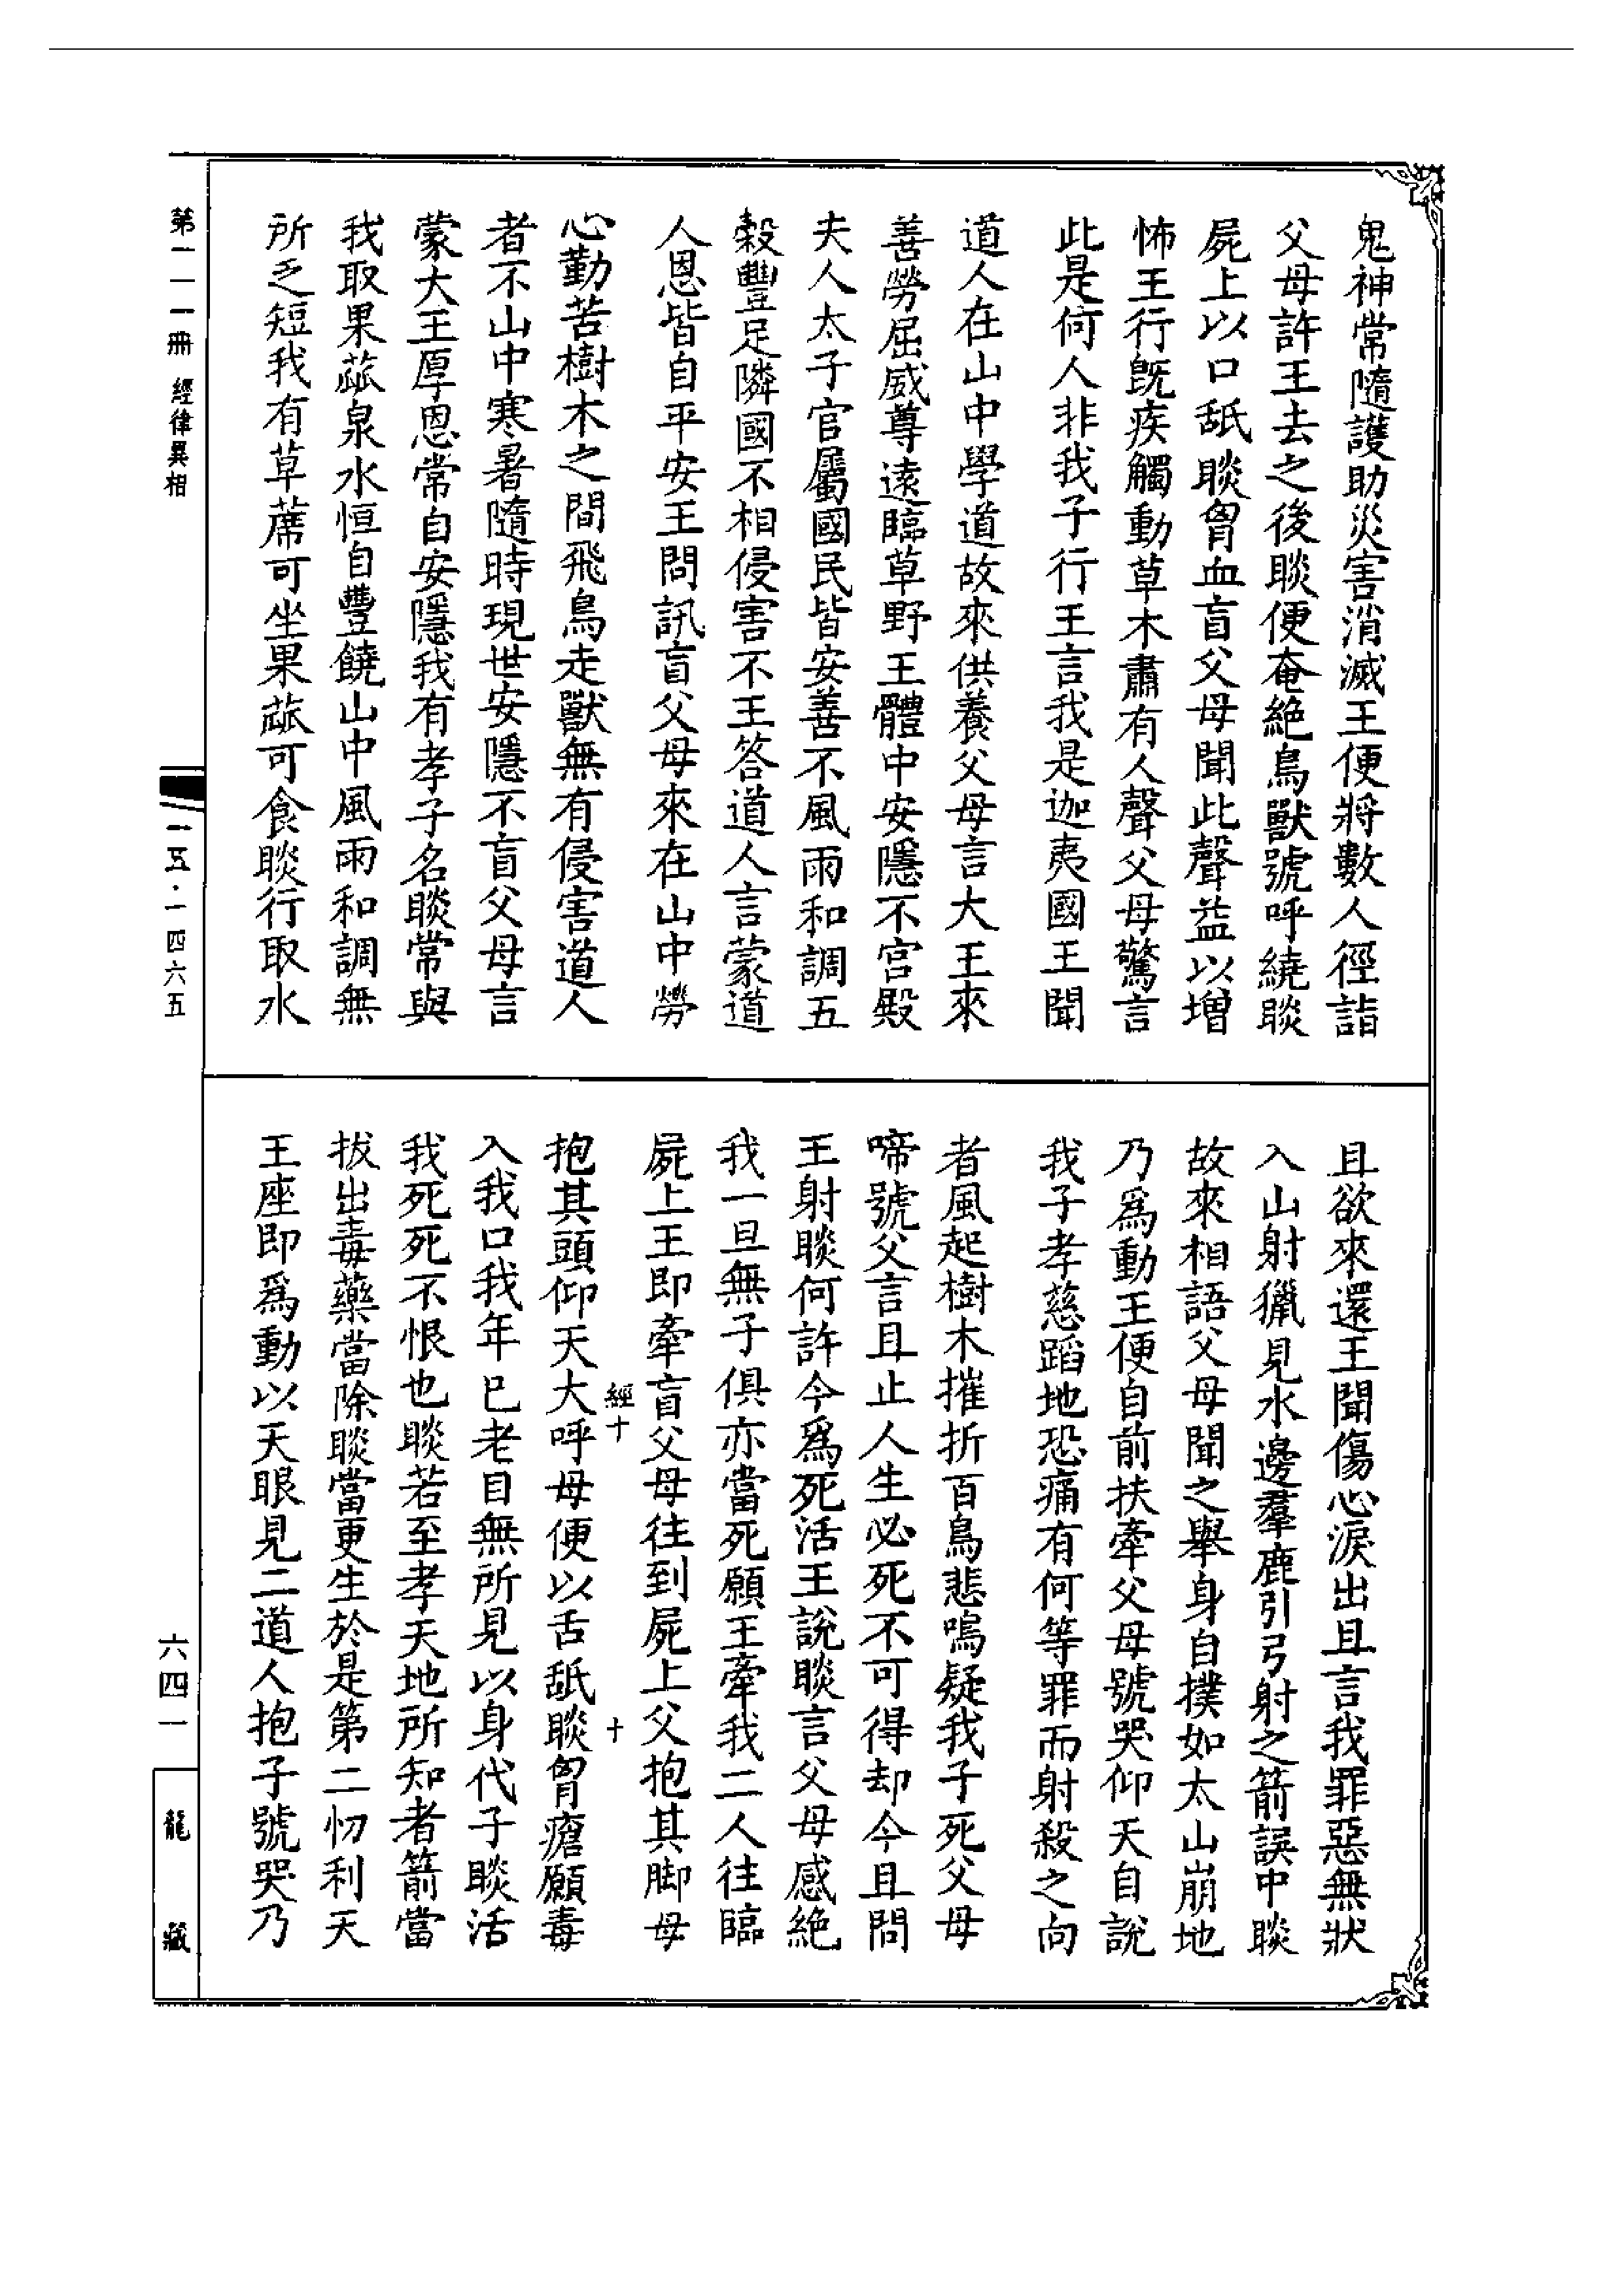 鬼神常隨護助災害消滅王便將數人徑詣
父母許王去之後睒便奄絕鳥獸號呼繞睒
屍上以口舐睒胷血盲父母聞此聲益以增
怖王行旣疾觸動草木肅有人聲父母驚言
此是何人非我子行王言我是迦夷國王聞
道人在山中學道故來供養父母言大王來
善勞屈威尊遠臨草野王體中安隱不宮殿
夫人太子官屬國民皆安善不風雨和調五
穀豐足隣國不相侵害不王答道人言蒙道
人恩皆自平安王問訊盲父母來在山中勞
心勤苦樹木之間飛鳥走獸無有侵害道人
者不山中寒暑隨時現世安隱不盲父母言
蒙大王厚恩常自安隱我有孝子名睒常與
我取果蓏泉水恒自豐饒山中風雨和調無
所乏短我有草蓆可坐果蓏可食睒行取水
且欲來還王聞傷心淚出且言我罪惡無狀
入山射獵見水邊羣鹿引弓射之箭誤中睒
故來相語父母聞之舉身自撲如太山崩地
乃爲動王便自前扶牽父母號哭仰天自說
我子孝慈蹈地恐痛有何等罪而射殺之向
者風起樹木摧折百鳥悲鳴疑我子死父母
啼號父言且止人生必死不可得却今且問
王射睒何許今爲死活王說睒言父母感絕
我一旦無子俱亦當死願王牽我二人往臨
屍上王即牽盲父母往到屍上父抱其脚母
經十
十
抱其頭仰天大呼母便以舌舐睒胷瘡願毒
入我口我年已老目無所見以身代子睒活
我死死不恨也睒若至孝天地所知者箭當
拔出毒藥當除睒當更生於是第二忉利天
王座即爲動以天眼見二道人抱子號哭乃
第一一一冊 經律異相
一五·一四六五
六四一
龍藏